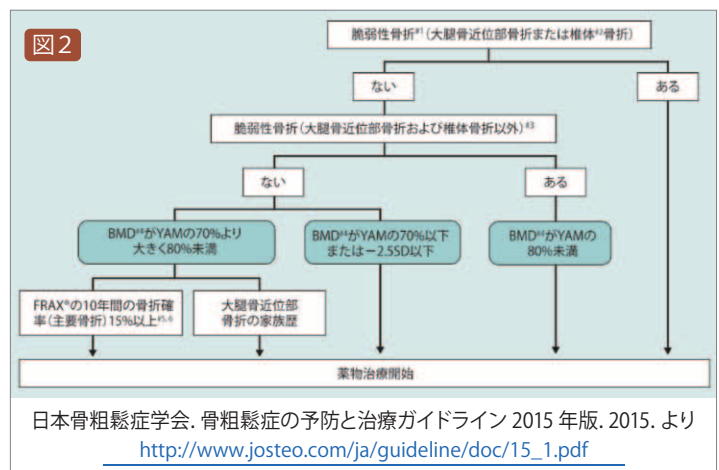 図2
脆弱性骨折#1(大腿骨近位部骨折または椎体#2骨折)
ない
ある
脆弱性骨折(大腿骨近位部骨折および椎体骨折以外)#3
ない
ある
BMD#4がYAMの70%より
大きく80%未満
BMD#4がYAMの70%以下
または−2.5SD以下
BMD#4がYAMの
80%未満
FRAX®の10年間の骨折確
率(主要骨折)15%以上#5,6
大腿骨近位部
骨折の家族歴
薬物治療開始
日本骨粗鬆症学会. 骨粗鬆症の予防と治療ガイドライン 2015 年版. 2015. より
http://www.josteo.com/ja/guideline/doc/15_1.pdf